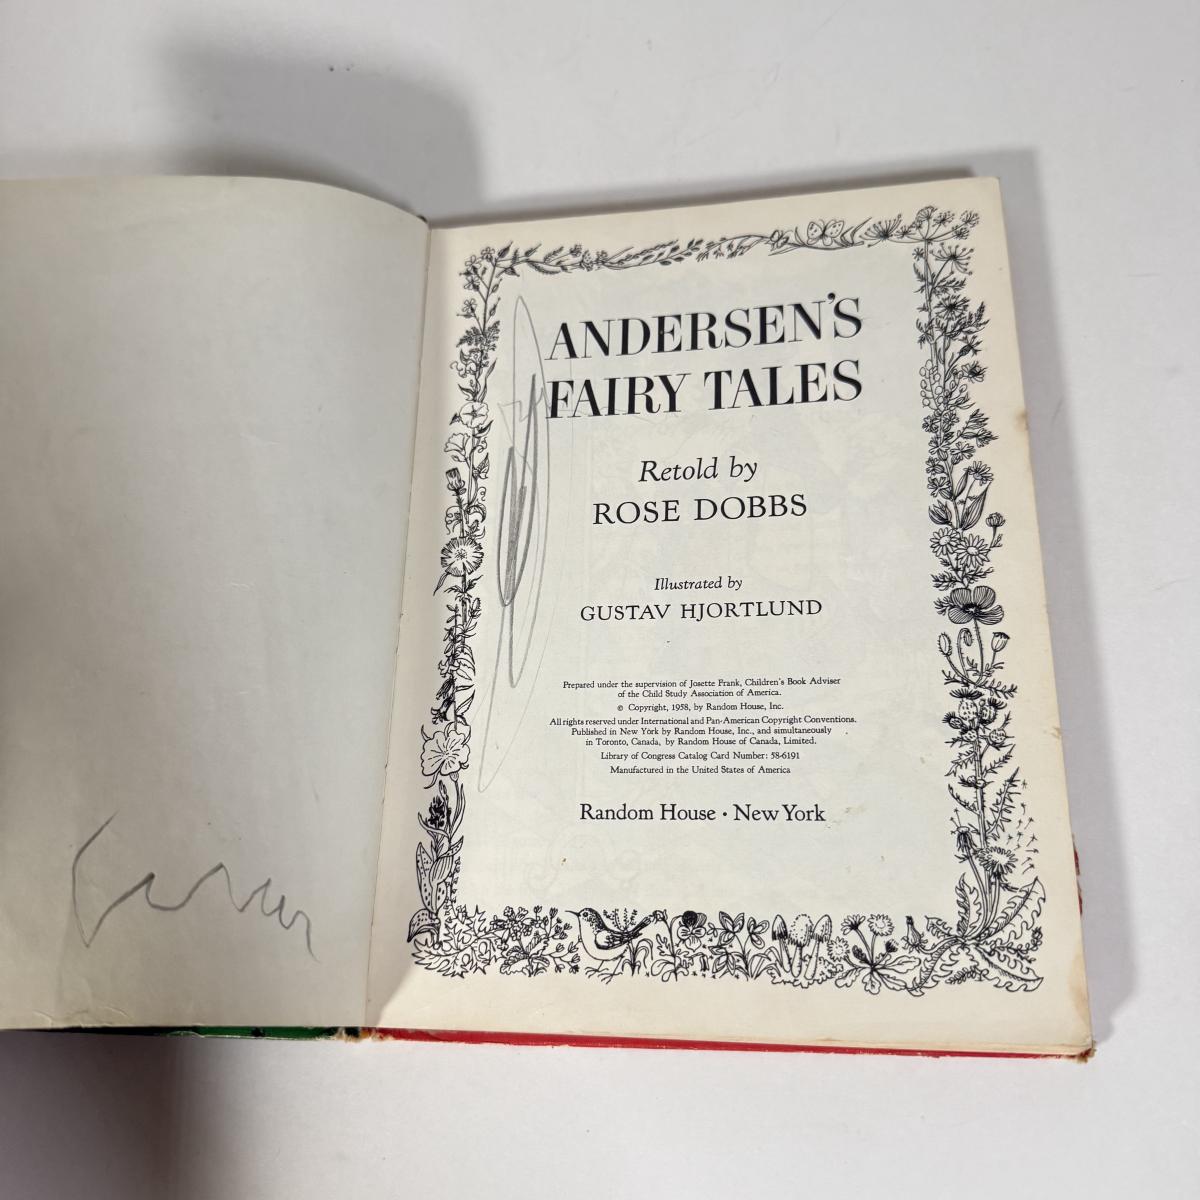 ANDERSEN'S
FAIRY TALES
Retold by
ROSE DOBBS
Illustrated by
GUSTAV HJORTLUND
Prepared under the supervision of Josette Frank, Children's Book Adviser
of the Child Study Association of America.
© Copyright, 1958, by Random House, Inc.
All rights reserved under International and Pan-American Copyright Conventions.
Published in New York by Random House, Inc., and simultaneously
in Toronto, Canada, by Random House of Canada, Limited.
Library of Congress Catalog Card Number: 58-6191
Manufactured in the United States of America
Random House · New York